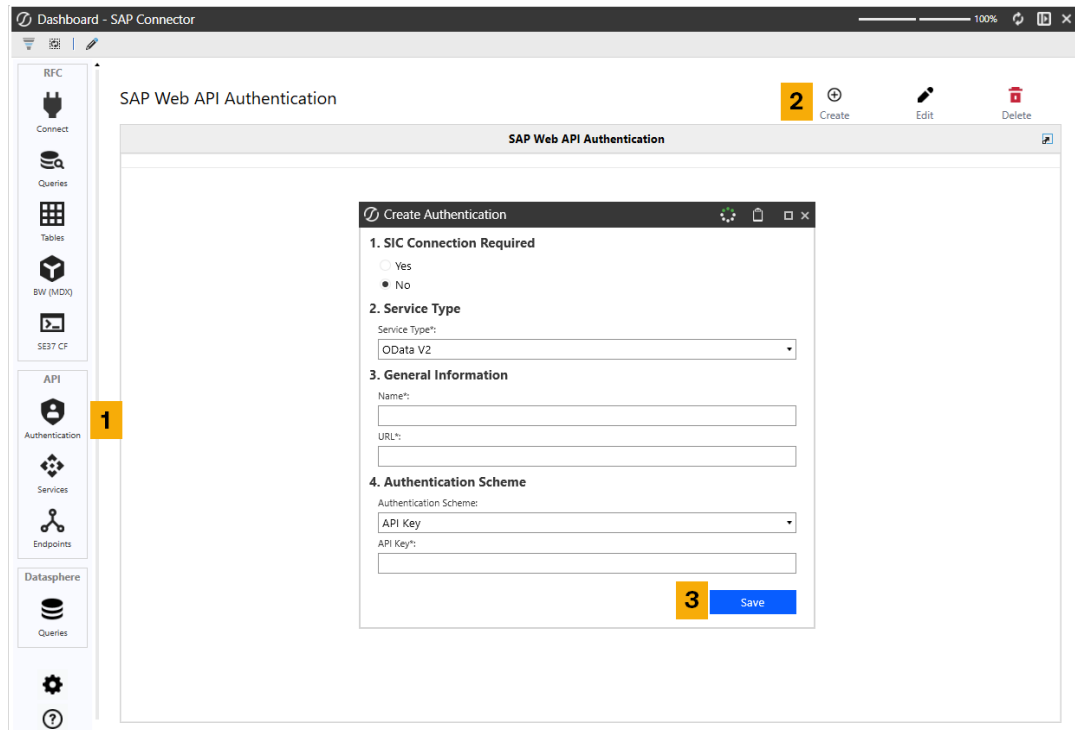 Dashboard - SAP Connector
100%
RFC
Connect
Queries
Tables
BW (MDX)
SE37 CF
API
Authentication
1
Services
Endpoints
Datasphere
Queries
SAP Web API Authentication
2
Create
Edit
Delete
SAP Web API Authentication
Create Authentication
1. SIC Connection Required
Yes
No
2. Service Type
Service Type*:
OData V2
3. General Information
Name*:
URL*:
4. Authentication Scheme
Authentication Scheme:
API Key
API Key*:
3
Save